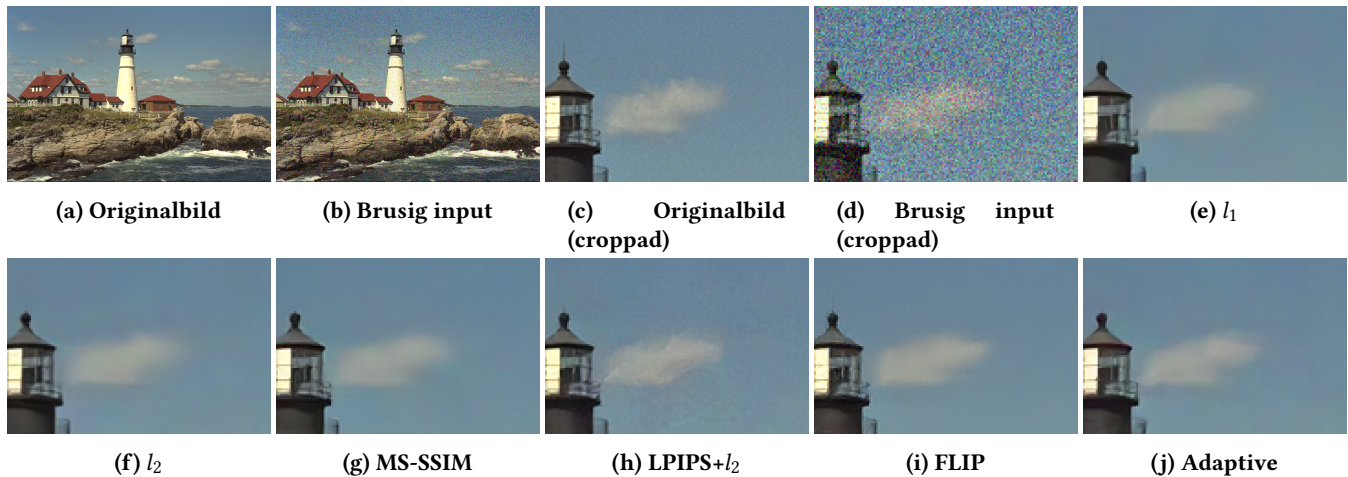 (a) Originalbild
(b) Brusig input
(c) Originalbild
(croppad)
(d) Brusig input
(croppad)
(e) l₁
(f) l₂
(g) MS-SSIM
(h) LPIPS+l₂
(i) FLIP
(j) Adaptive